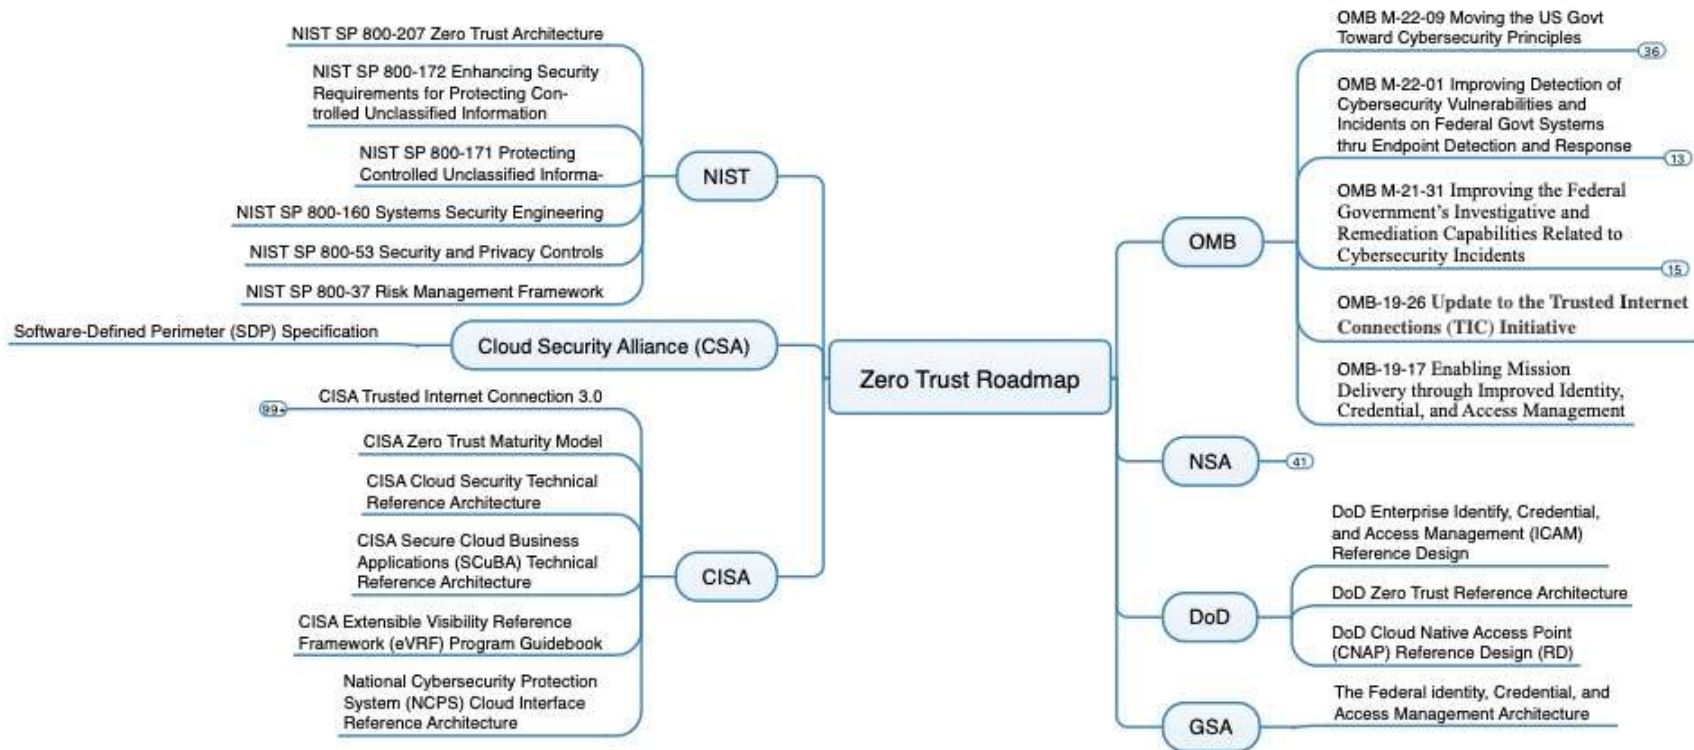 NIST SP 800-207 Zero Trust Architecture
NIST SP 800-172 Enhancing Security
Requirements for Protecting Con-
trolled Unclassified Information
NIST SP 800-171 Protecting
Controlled Unclassified Informa-
NIST SP 800-160 Systems Security Engineering
NIST SP 800-53 Security and Privacy Controls
NIST SP 800-37 Risk Management Framework
NIST
Software-Defined Perimeter (SDP) Specification
Cloud Security Alliance (CSA)
CISA Trusted Internet Connection 3.0
99+
CISA Zero Trust Maturity Model
CISA Cloud Security Technical
Reference Architecture
CISA Secure Cloud Business
Applications (SCuBA) Technical
Reference Architecture
CISA Extensible Visibility Reference
Framework (eVRF) Program Guidebook
National Cybersecurity Protection
System (NCPS) Cloud Interface
Reference Architecture
CISA
Zero Trust Roadmap
OMB
OMB M-22-09 Moving the US Govt
Toward Cybersecurity Principles
36
OMB M-22-01 Improving Detection of
Cybersecurity Vulnerabilities and
Incidents on Federal Govt Systems
thru Endpoint Detection and Response
13
OMB M-21-31 Improving the Federal
Government's Investigative and
Remediation Capabilities Related to
Cybersecurity Incidents
15
OMB-19-26 Update to the Trusted Internet
Connections (TIC) Initiative
OMB-19-17 Enabling Mission
Delivery through Improved Identity,
Credential, and Access Management
NSA
41
DoD
DoD Enterprise Identify, Credential,
and Access Management (ICAM)
Reference Design
DoD Zero Trust Reference Architecture
DoD Cloud Native Access Point
(CNAP) Reference Design (RD)
GSA
The Federal identity, Credential, and
Access Management Architecture